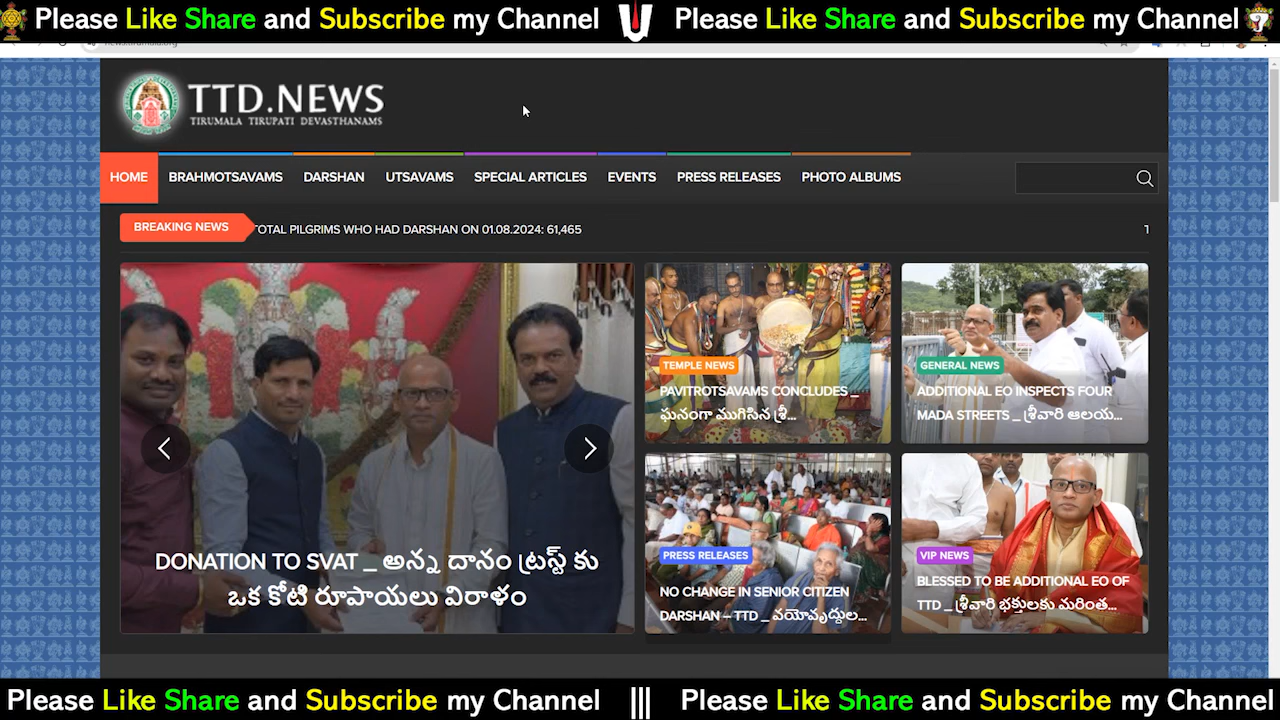 Please Like Share and Subscribe my Channel Please Like Share and Subscribe my Channel
TTD.NEWS
TIRUMALA TIRUPATI DEVASTHANAMS
HOME BRAHMOTSAVAMS DARSHAN UTSAVAMS SPECIAL ARTICLES EVENTS PRESS RELEASES PHOTO ALBUMS
BREAKING NEWS OTAL PILGRIMS WHO HAD DARSHAN ON 01.08.2024: 61,465 T
DONATION TO SVAT _ అన్న దానం ట్రస్ట్ కు
ఒక కోటి రూపాయలు విరాళం
TEMPLE NEWS
PAVITROTSAVAMS CONCLUDES _
ఘనంగా ముగిసిన శ్రీ...
GENERAL NEWS
ADDITIONAL EO INSPECTS FOUR
MADA STREETS _ శ్రీవారి ఆలయ...
PRESS RELEASES
NO CHANGE IN SENIOR CITIZEN
DARSHAN – TTD _ వయోవృద్దుల...
VIP NEWS
BLESSED TO BE ADDITIONAL EO OF
TTD _ శ్రీవారి భక్తులకు మరింత...
Please Like Share and Subscribe my Channel ||| Please Like Share and Subscribe my Channel